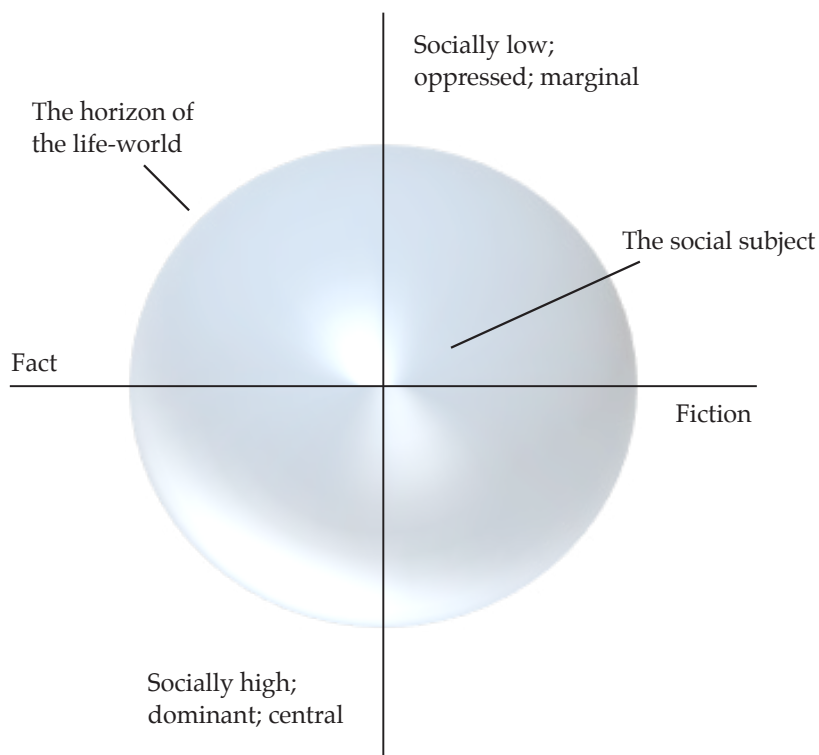 Socially low;
oppressed; marginal
The horizon of
the life-world
The social subject
Fact
Fiction
Socially high;
dominant; central